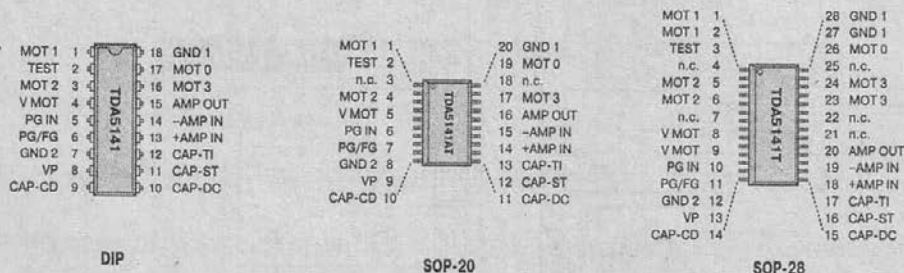 MOT 1 1 18 GND 1
TEST 2 17 MOT 0
MOT 2 3 16 MOT 3
V MOT 4 15 AMP OUT
PG IN 5 14 –AMP IN
PG/FG 6 13 +AMP IN
GND 2 7 12 CAP-TI
VP 8 11 CAP-ST
CAP-CD 9 10 CAP-DC
TDA5141
DIP
MOT 1 1 20 GND 1
TEST 2 19 MOT 0
n.c. 3 18 n.c.
MOT 2 4 17 MOT 3
V MOT 5 16 AMP OUT
PG IN 6 15 –AMP IN
PG/FG 7 14 +AMP IN
GND 2 8 13 CAP-TI
VP 9 12 CAP-ST
CAP-CD 10 11 CAP-DC
TDA5141AT
SOP-20
MOT 1 1 28 GND 1
MOT 1 2 27 GND 1
TEST 3 26 MOT 0
n.c. 4 25 n.c.
MOT 2 5 24 MOT 3
MOT 2 6 23 MOT 3
n.c. 7 22 n.c.
V MOT 8 21 n.c.
V MOT 9 20 AMP OUT
PG IN 10 19 –AMP IN
PG/FG 11 18 +AMP IN
GND 2 12 17 CAP-TI
VP 13 16 CAP-ST
CAP-CD 14 15 CAP-DC
TDA5141T
SOP-28